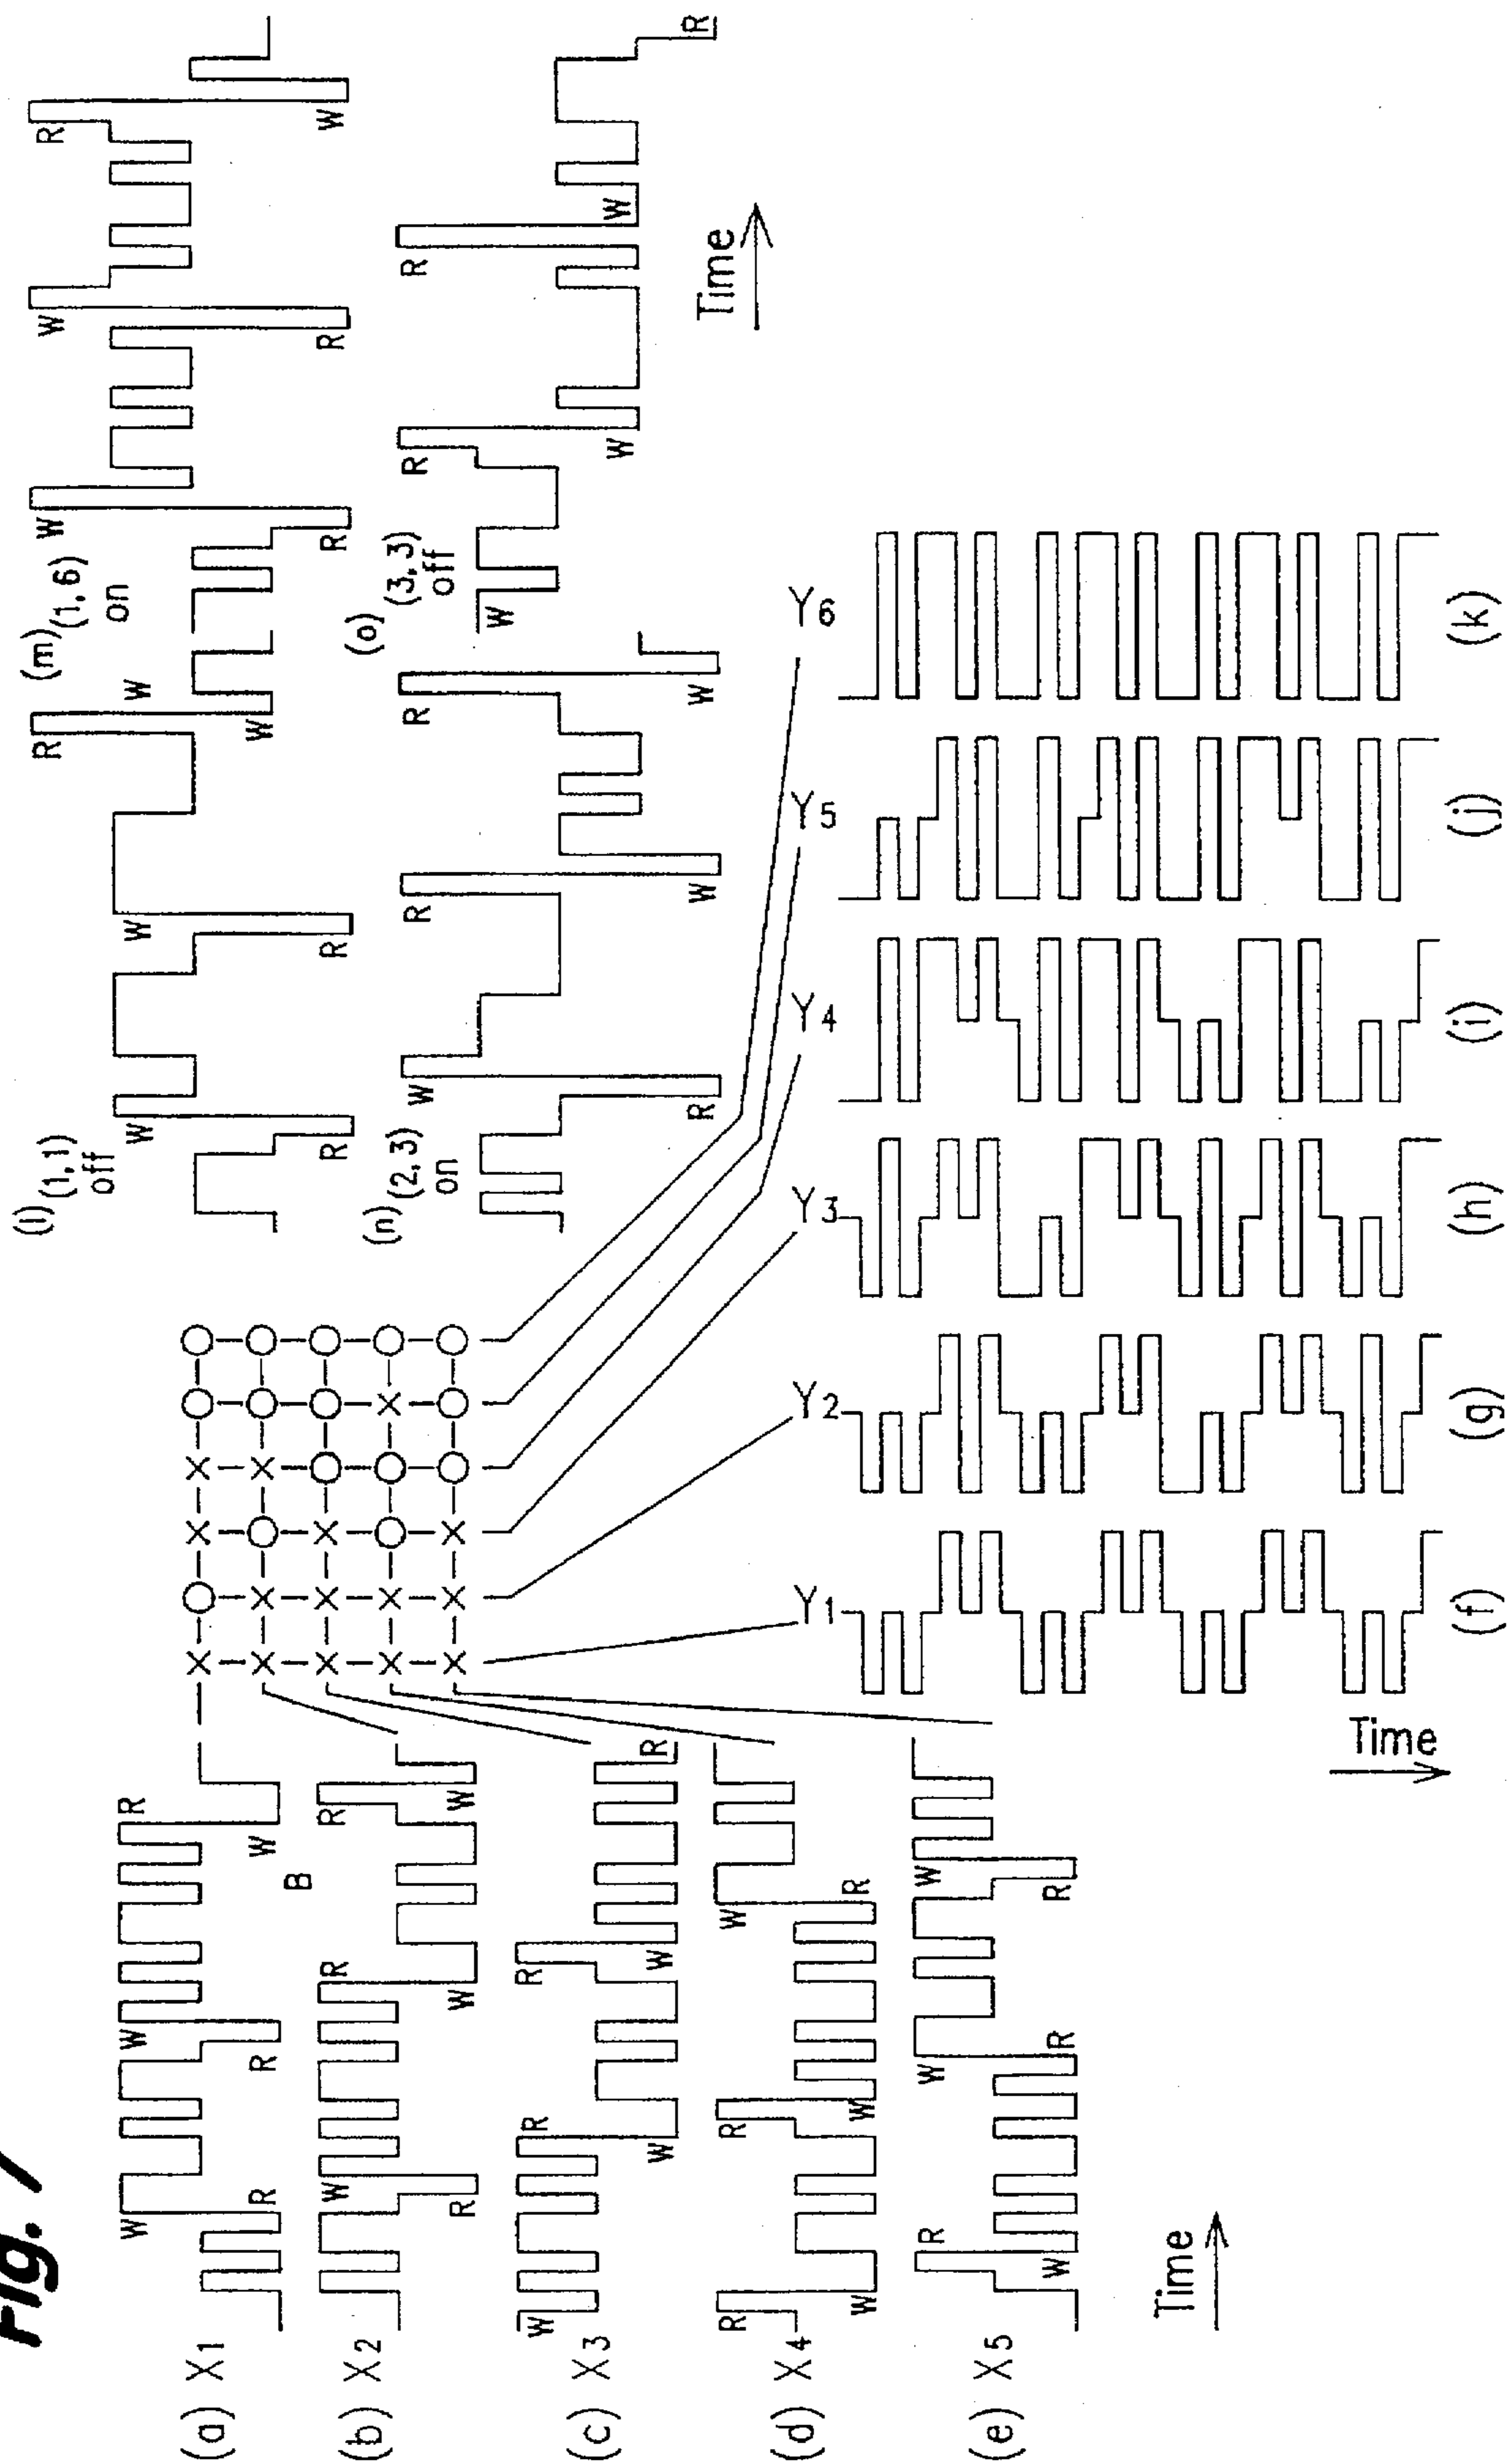 Fig. 7
(a) X1
W
R
W
R
W
R
B
(b) X2
R
W
W
R
R
W
(c) X3
W
R
W
R
W
R
(d) X4
R
W
R
W
W
R
(e) X5
R
W
W
R
R
W
Time
(l) (1,1)
off
R
W
R
W
R
W
(m) (1,6)
on
W
R
W
R
W
R
W
(n) (2,3)
on
R
W
R
W
R
W
(o) (3,3)
off
W
R
W
R
W
R
Time
Y1
Y2
Y3
Y4
Y5
Y6
Time
(f)
(g)
(h)
(i)
(j)
(k)